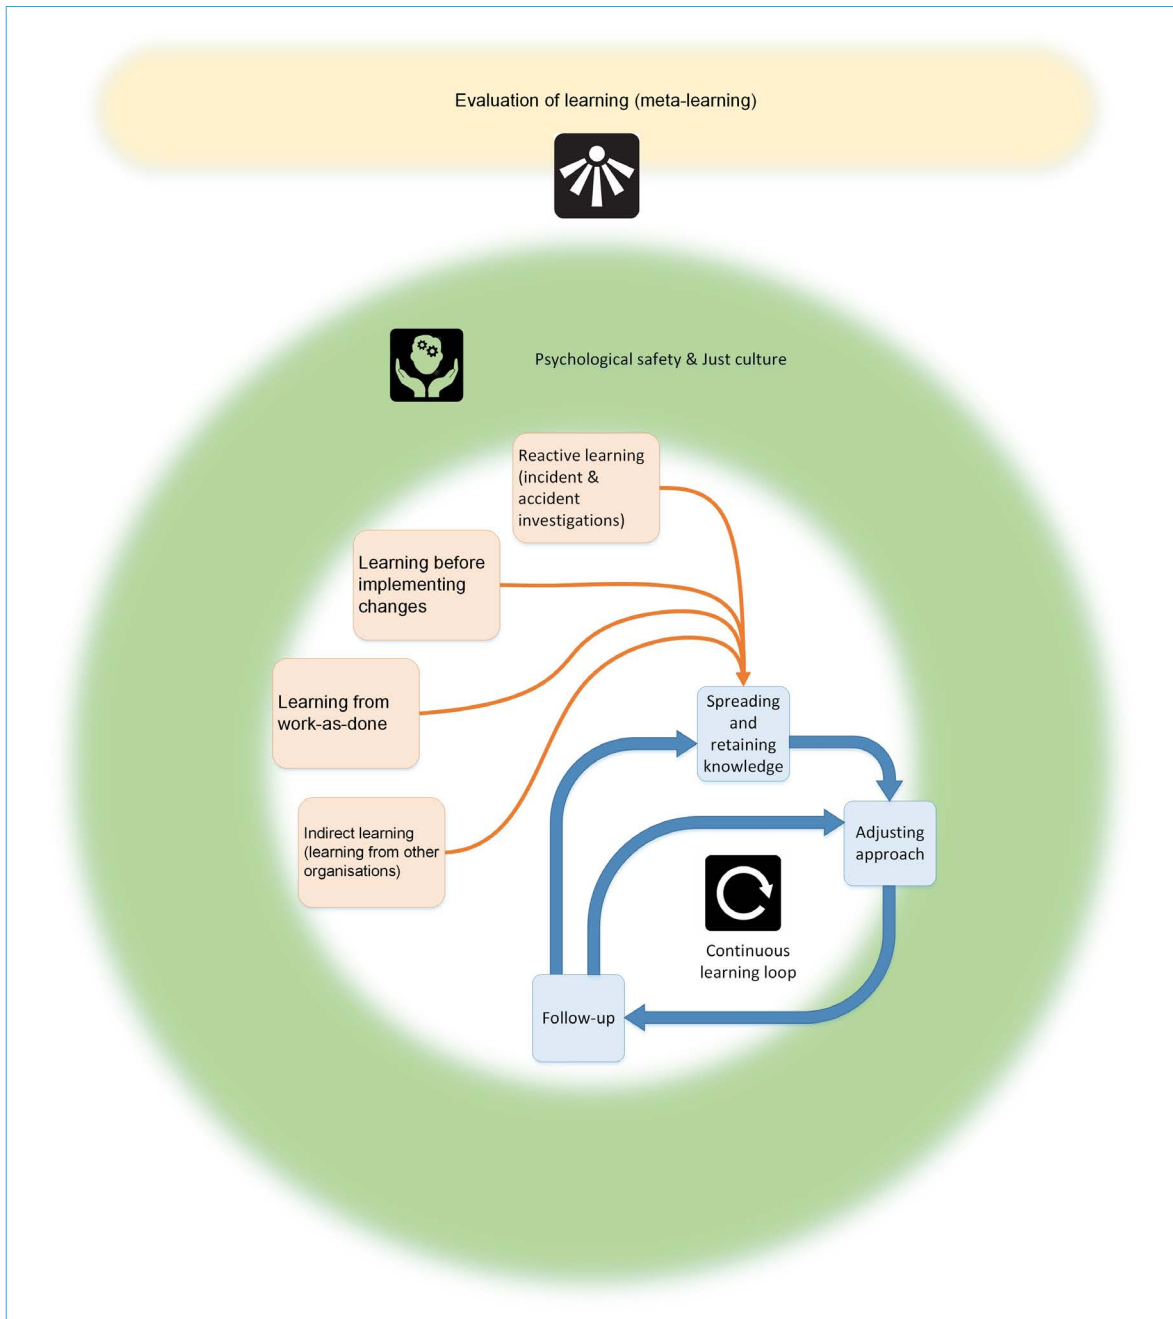 Evaluation of learning (meta-learning)
Psychological safety & Just culture
Reactive learning
(incident &
accident
investigations)
Learning before
implementing
changes
Learning from
work-as-done
Spreading
and
retaining
knowledge
Indirect learning
(learning from other
organisations)
Adjusting
approach
Continuous
learning loop
Follow-up